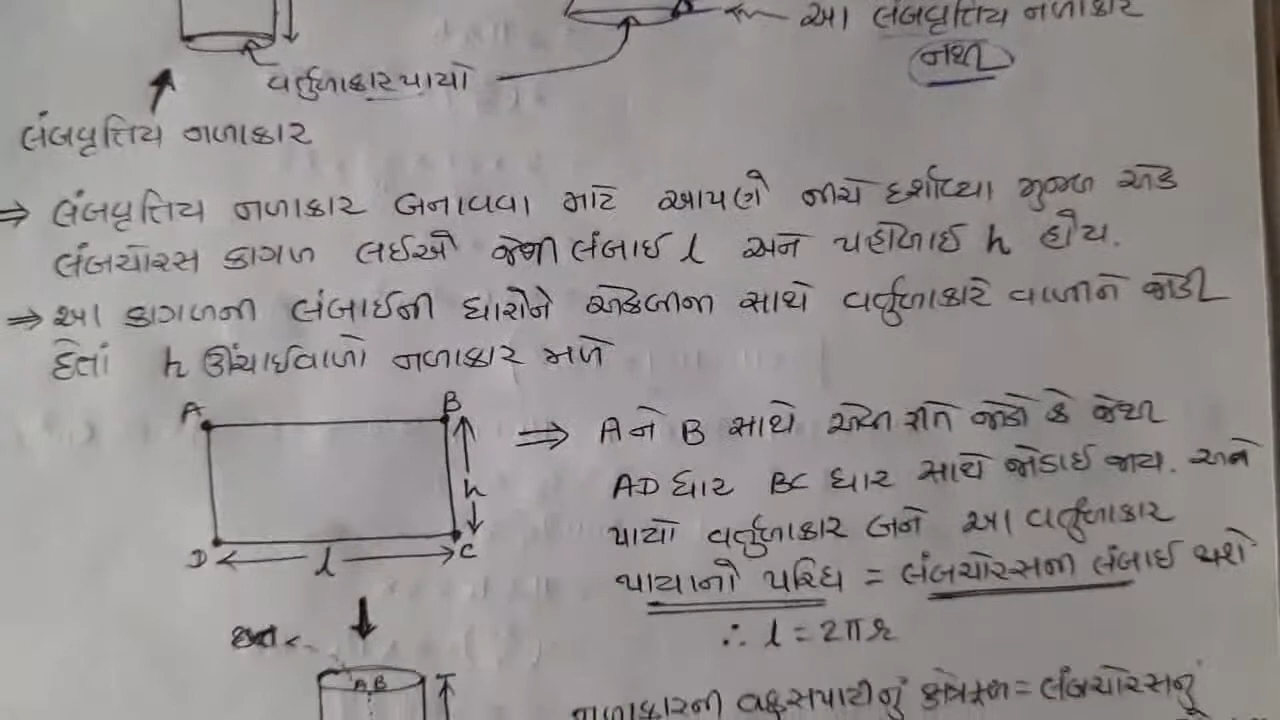 આ લંબવૃત્તિય નળાકાર
નથી
વર્તુળાકાર પાયો
લંબવૃત્તિય નળાકાર
⇒ લંબવૃત્તિય નળાકાર બનાવવા માટે આપણે નીચે દર્શાવ્યા મુજબ એક
લંબચોરસ કાગળ લઈએ જેની લંબાઈ l અને પહોળાઈ h હોય.
⇒ આ કાગળની લંબાઈની ધારોને એકબીજા સાથે વર્તુળાકારે વાળીને જોડી
દેતાં h ઊંચાઈવાળો નળાકાર મળે
A B
⇒ A ને B સાથે એવી રીતે જોડો કે જેથી
h
AD ધાર BC ધાર સાથે જોડાઈ જાય. અને
D l C
પાયો વર્તુળાકાર બને આ વર્તુળાકાર
પાયાનો પરિઘ = લંબચોરસની લંબાઈ થશે
∴ l = 2πr
A B
નળાકારની વક્રસપાટીનું ક્ષેત્રફળ = લંબચોરસનું